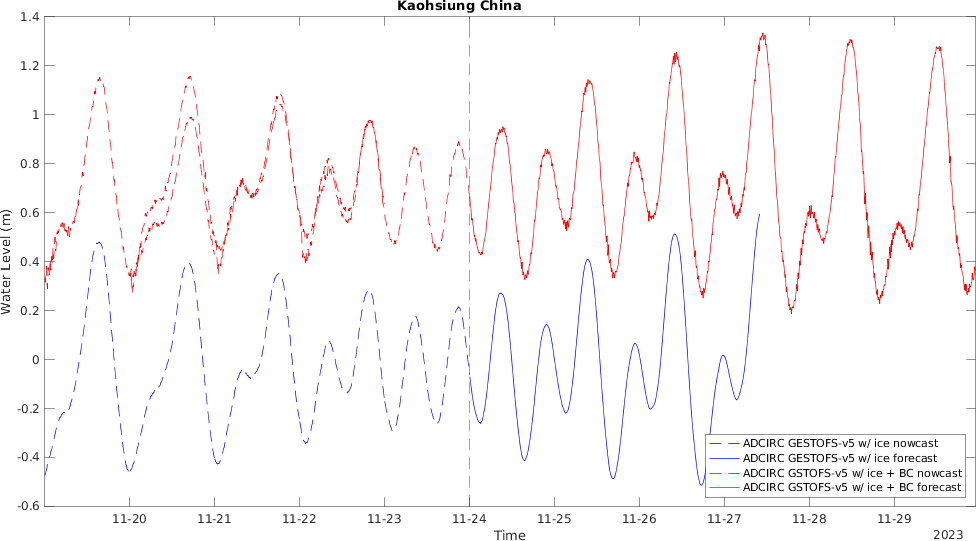 Kaohsiung China
1.4
1.2
1
0.8
0.6
0.4
0.2
0
-0.2
-0.4
-0.6
Water Level (m)
ADCIRC GESTOFS-v5 w/ ice nowcast
ADCIRC GESTOFS-v5 w/ ice forecast
ADCIRC GSTOFS-v5 w/ ice + BC nowcast
ADCIRC GSTOFS-v5 w/ ice + BC forecast
11-20 11-21 11-22 11-23 11-24 11-25 11-26 11-27 11-28 11-29
Time
2023